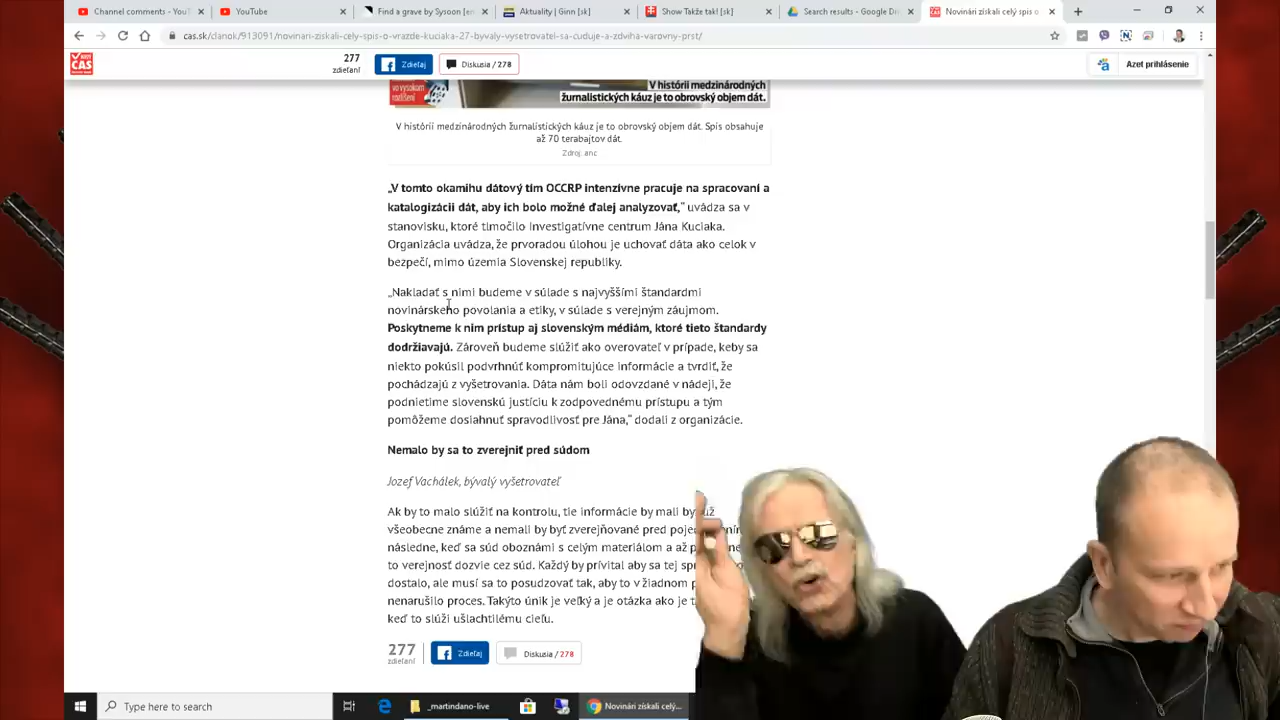 Channel comments - YouT
YouTube
Find a grave by Sysoon [en
Aktuality | Ginn [sk]
Show Takže tak! [sk]
Search results - Google Dri
Novinári získali celý spis o
cas.sk/clanok/913091/novinari-ziskali-cely-spis-o-vrazde-kuciaka-27-byvaly-vysetrovatel-sa-cuduje-a-zdviha-varovny-prst/
ČAS
277
zdieľaní
Zdieľaj
Diskusia / 278
Azet prihlásenie
vo vysokom
rozlíšení
V histórii medzinárodných
žurnalistických káuz je to obrovský objem dát.
V histórii medzinárodných žurnalistických káuz je to obrovský objem dát. Spis obsahuje
až 70 terabajtov dát.
Zdroj: anc
„V tomto okamihu dátový tím OCCRP intenzívne pracuje na spracovaní a
katalogizácii dát, aby ich bolo možné ďalej analyzovať,“ uvádza sa v
stanovisku, ktoré tlmočilo Investigatívne centrum Jána Kuciaka.
Organizácia uvádza, že prvoradou úlohou je uchovať dáta ako celok v
bezpečí, mimo územia Slovenskej republiky.
„Nakladať s nimi budeme v súlade s najvyššími štandardmi
novinárskeho povolania a etiky, v súlade s verejným záujmom.
Poskytneme k nim prístup aj slovenským médiám, ktoré tieto štandardy
dodržiavajú. Zároveň budeme slúžiť ako overovateľ v prípade, keby sa
niekto pokúsil podvrhnúť kompromitujúce informácie a tvrdiť, že
pochádzajú z vyšetrovania. Dáta nám boli odovzdané v nádeji, že
podnietime slovenskú justíciu k zodpovednému prístupu a tým
pomôžeme dosiahnuť spravodlivosť pre Jána,“ dodali z organizácie.
Nemalo by sa to zverejniť pred súdom
Jozef Vachálek, bývalý vyšetrovateľ
Ak by to malo slúžiť na kontrolu, tie informácie by mali by už
všeobecne známe a nemali by byť zverejňované pred poje
následne, keď sa súd oboznámi s celým materiálom a až p
to verejnosť dozvie cez súd. Každý by privítal aby sa tej sp
dostalo, ale musí sa to posudzovať tak, aby to v žiadnom p
nenarušilo proces. Takýto únik je veľký a je otázka ako je t
keď to slúži ušlachtilému cieľu.
277
zdieľaní
Zdieľaj
Diskusia / 278
Type here to search
_martindano-live
Novinári získali celý...